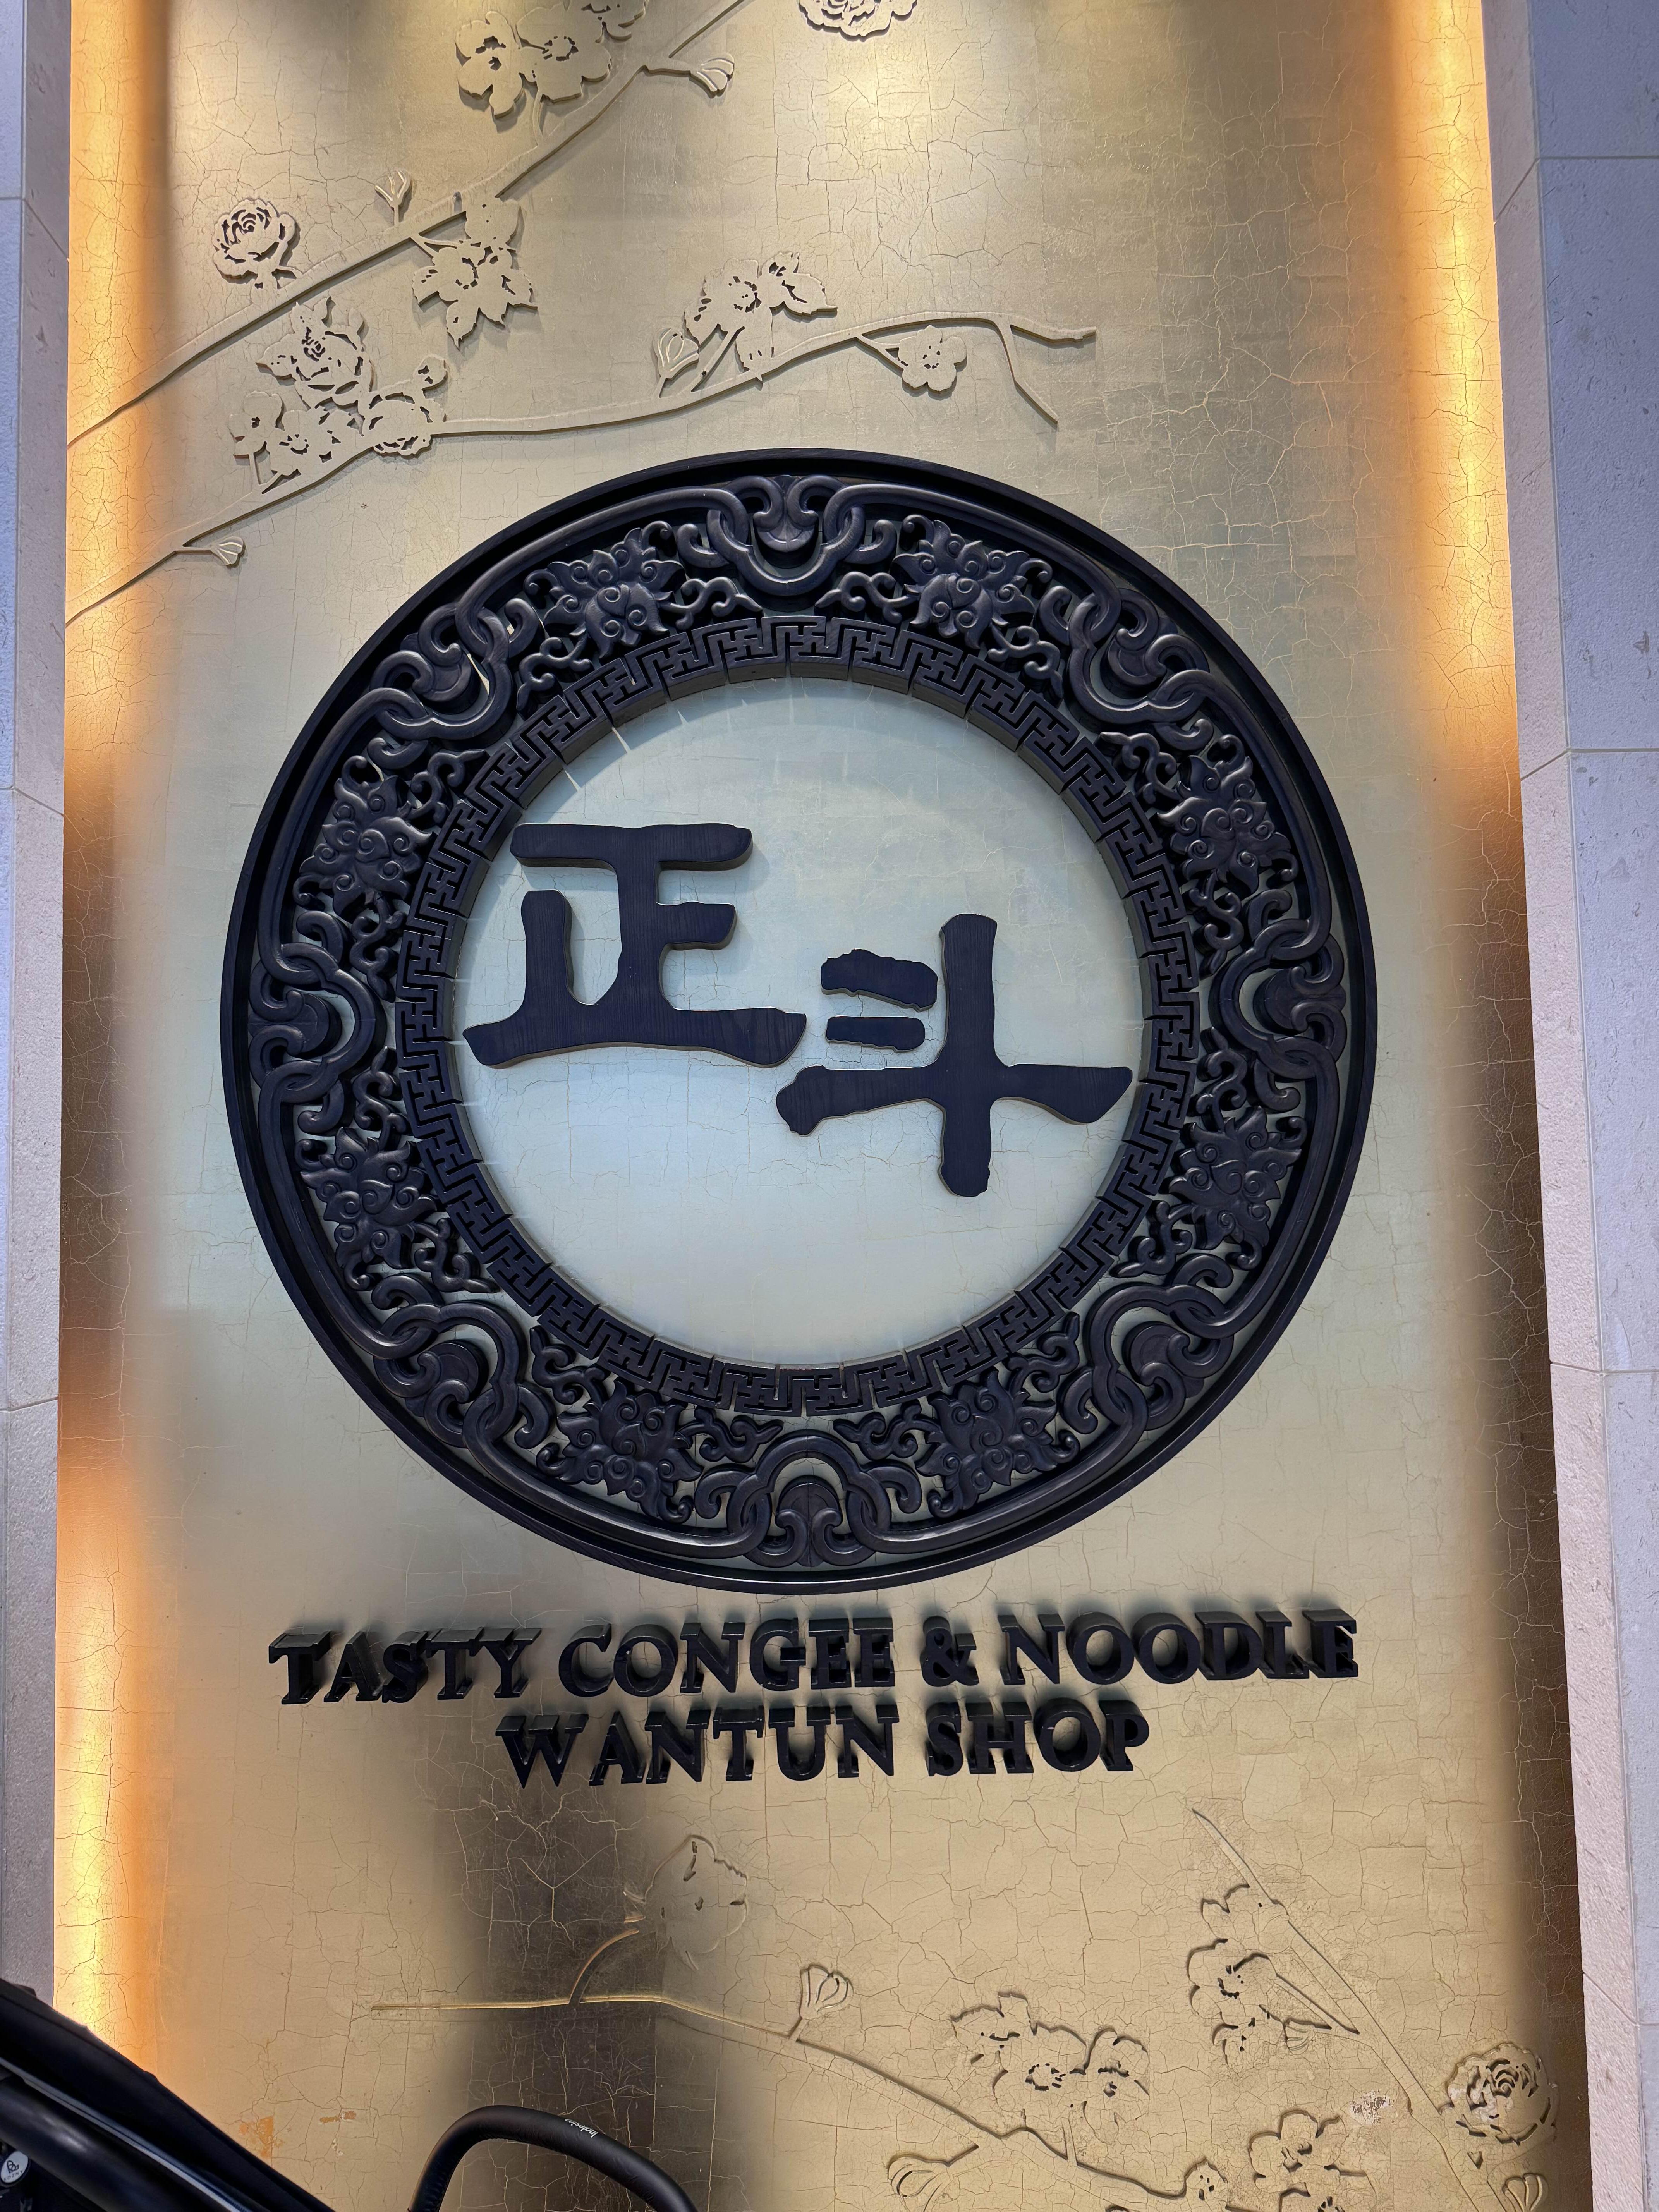 正斗
TASTY CONGEE & NOODLE
WANTUN SHOP